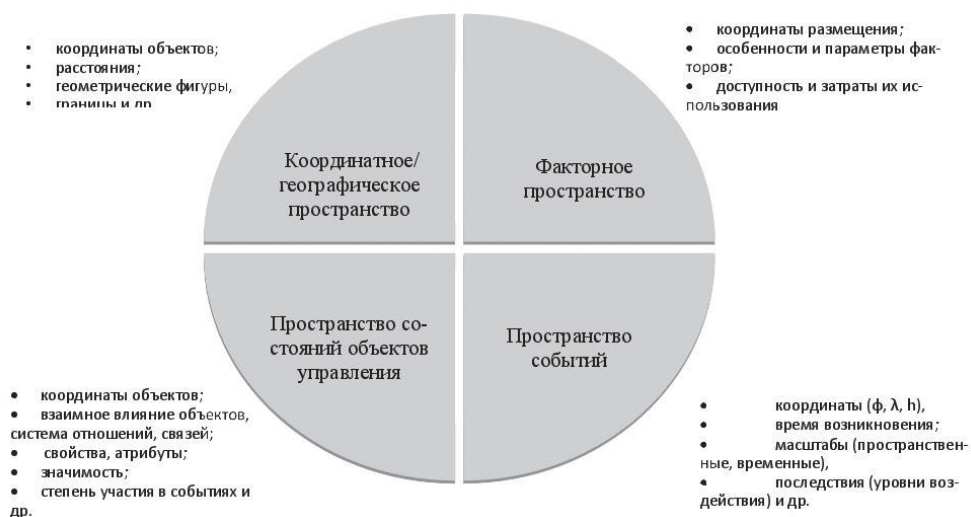 • координаты объектов;
• расстояния;
• геометрические фигуры,
• границы и др
• координаты размещения;
• особенности и параметры фак-
торов;
• доступность и затраты их ис-
пользования
Координатное/
географическое
пространство
Факторное
пространство
Пространство со-
стояний объектов
управления
Пространство
событий
• координаты объектов;
• взаимное влияние объектов,
система отношений, связей;
• свойства, атрибуты;
• значимость;
• степень участия в событиях и
др.
• координаты (ф, λ, h),
• время возникновения;
• масштабы (пространствен-
ные, временные),
• последствия (уровни воз-
действия) и др.